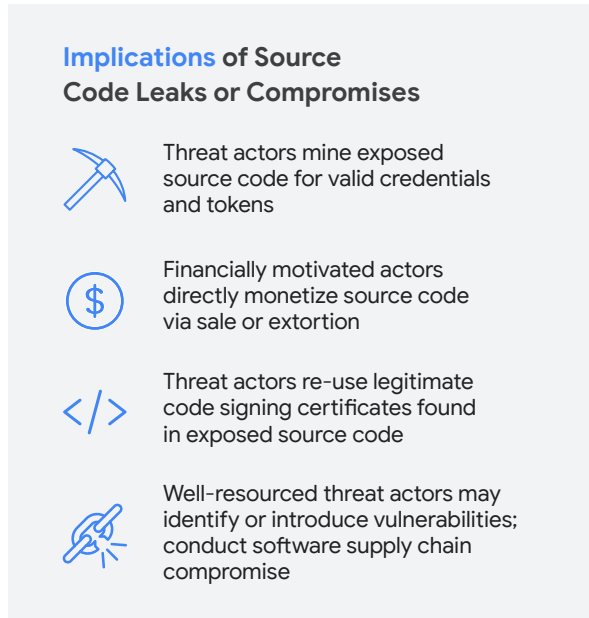 Implications of Source
Code Leaks or Compromises
Threat actors mine exposed
source code for valid credentials
and tokens
$
Financially motivated actors
directly monetize source code
via sale or extortion
</>
Threat actors re-use legitimate
code signing certificates found
in exposed source code
Well-resourced threat actors may
identify or introduce vulnerabilities;
conduct software supply chain
compromise